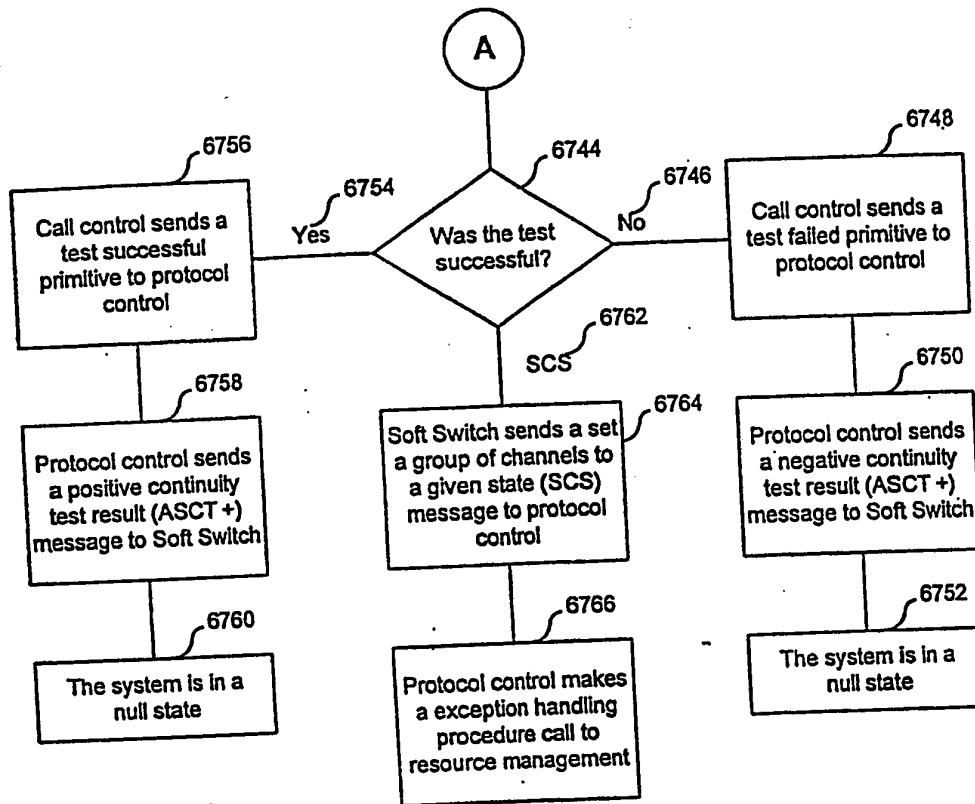 A
6756
6754
6744
6746
6748
Call control sends a
test successful
primitive to protocol
control
Yes
Was the test
successful?
No
Call control sends a
test failed primitive to
protocol control
6762
SCS
6758
Protocol control sends
a positive continuity
test result (ASCT +)
message to Soft Switch
6764
Soft Switch sends a set
a group of channels to
a given state (SCS)
message to protocol
control
6750
Protocol control sends
a negative continuity
test result (ASCT +)
message to Soft Switch
6760
The system is in a
null state
6766
Protocol control makes
a exception handling
procedure call to
resource management
6752
The system is in a
null state